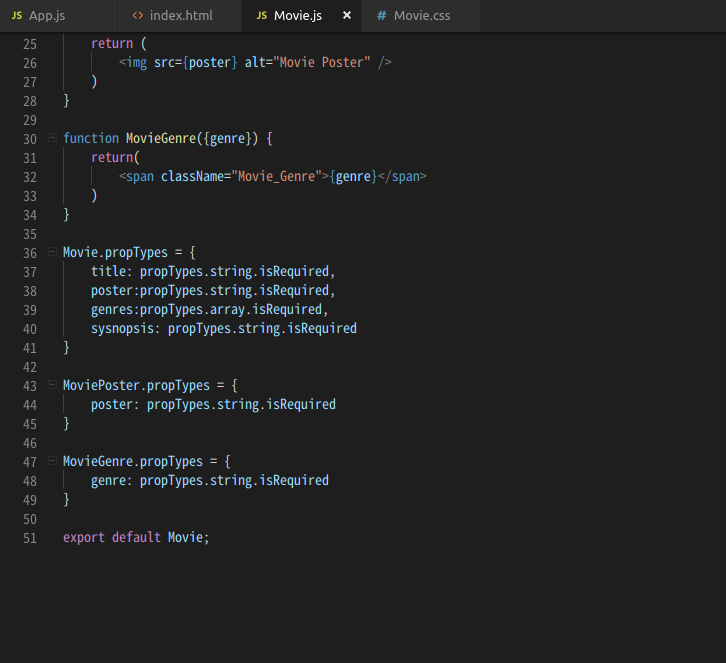 JS App.js <> index.html JS Movie.js × # Movie.css
25 return (
26 <img src={poster} alt="Movie Poster" />
27 )
28 }
29
30 function MovieGenre({genre}) {
31 return(
32 <span className="Movie_Genre">{genre}</span>
33 )
34 }
35
36 Movie.propTypes = {
37 title: propTypes.string.isRequired,
38 poster:propTypes.string.isRequired,
39 genres:propTypes.array.isRequired,
40 sysnopsis: propTypes.string.isRequired
41 }
42
43 MoviePoster.propTypes = {
44 poster: propTypes.string.isRequired
45 }
46
47 MovieGenre.propTypes = {
48 genre: propTypes.string.isRequired
49 }
50
51 export default Movie;